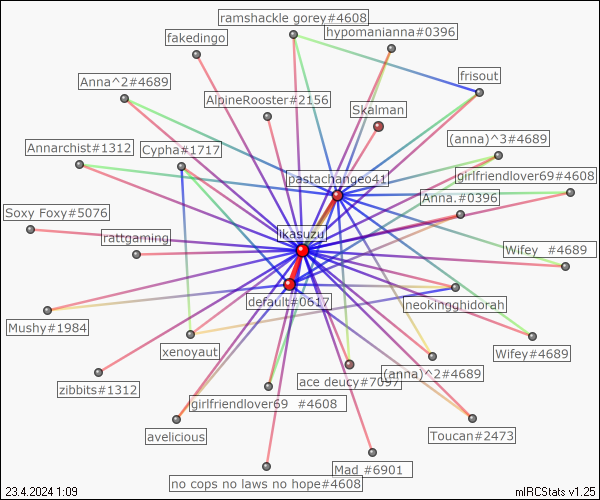 ramshackle gorey#4608
hypomanianna#0396
fakedingo
frisout
Anna^2#4689
AlpineRooster#2156
Skalman
(anna)^3#4689
Annarchist#1312
Cypha#1717
pastachangeo41
girlfriendlover69#4608
Anna.#0396
Soxy Foxy#5076
ikasuzu
rattgaming
Wifey #4689
default#0617
neokingghidorah
Mushy#1984
xenoyaut
Wifey#4689
zibbits#1312
ace deucy#7097
(anna)^2#4689
girlfriendlover69 #4608
avelicious
Toucan#2473
Mad_#6901
no cops no laws no hope#4608
23.4.2024 1:09
mIRCStats v1.25